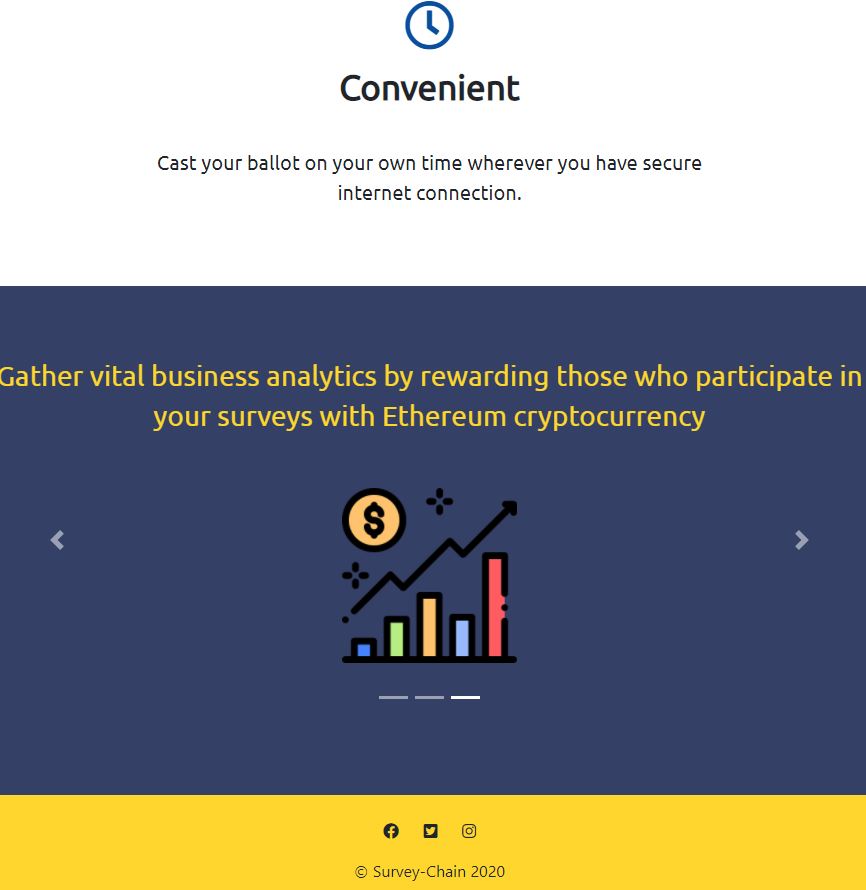 Convenient
Cast your ballot on your own time wherever you have secure
internet connection.
Gather vital business analytics by rewarding those who participate in
your surveys with Ethereum cryptocurrency
$
© Survey-Chain 2020